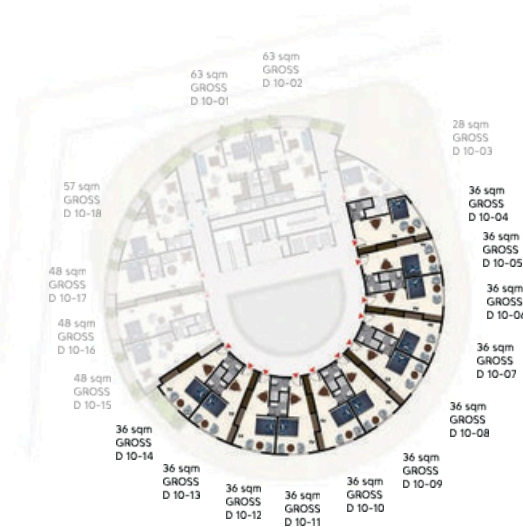 63 sqm
GROSS
D 10-01
63 sqm
GROSS
D 10-02
28 sqm
GROSS
D 10-03
36 sqm
GROSS
D 10-04
36 sqm
GROSS
D 10-05
36 sqm
GROSS
D 10-06
36 sqm
GROSS
D 10-07
36 sqm
GROSS
D 10-08
36 sqm
GROSS
D 10-09
36 sqm
GROSS
D 10-10
36 sqm
GROSS
D 10-11
36 sqm
GROSS
D 10-12
36 sqm
GROSS
D 10-13
36 sqm
GROSS
D 10-14
48 sqm
GROSS
D 10-15
48 sqm
GROSS
D 10-16
48 sqm
GROSS
D 10-17
57 sqm
GROSS
D 10-18